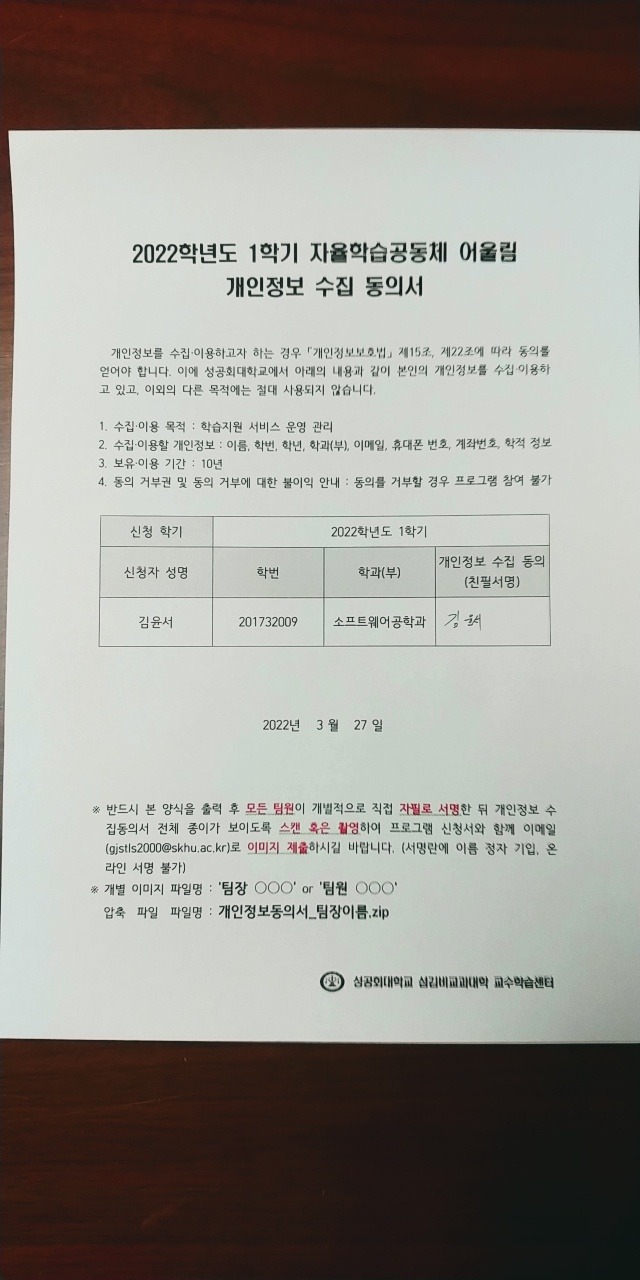 2022학년도 1학기 자율학습공동체 어울림
개인정보 수집 동의서
개인정보를 수집·이용하고자 하는 경우 「개인정보보호법」 제15조, 제22조에 따라 동의를
얻어야 합니다. 이에 성공회대학교에서 아래의 내용과 같이 본인의 개인정보를 수집·이용하
고 있고, 이외의 다른 목적에는 절대 사용되지 않습니다.
1. 수집·이용 목적 : 학습지원 서비스 운영 관리
2. 수집·이용할 개인정보 : 이름, 학번, 학년, 학과(부), 이메일, 휴대폰 번호, 계좌번호, 학적 정보
3. 보유·이용 기간 : 10년
4. 동의 거부권 및 동의 거부에 대한 불이익 안내 : 동의를 거부할 경우 프로그램 참여 불가
신청 학기 2022학년도 1학기
신청자 성명 학번 학과(부) 개인정보 수집 동의
(친필서명)
김윤서 201732009 소프트웨어공학과 김윤서
2022년 3월 27일
※ 반드시 본 양식을 출력 후 모든 팀원이 개별적으로 직접 자필로 서명한 뒤 개인정보 수
집동의서 전체 종이가 보이도록 스캔 혹은 촬영하여 프로그램 신청서와 함께 이메일
(gjstls2000@skhu.ac.kr)로 이미지 제출하시길 바랍니다. (서명란에 이름 정자 기입, 온
라인 서명 불가)
※ 개별 이미지 파일명 : '팀장 ○○○' or '팀원 ○○○'
압축 파일 파일명 : 개인정보동의서_팀장이름.zip
성공회대학교 섬김비교과대학 교수학습센터